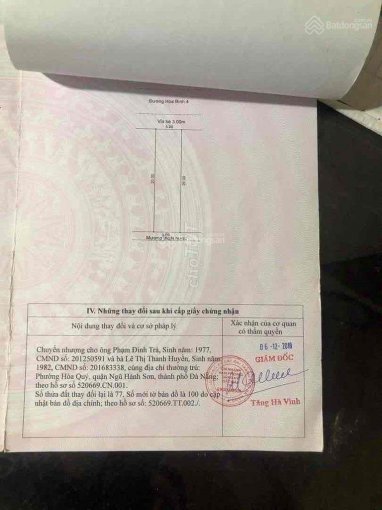 Batdongsan
Đường Hòa Bình 4
Vỉa hè 3.00m
5.00
20.00
20.00
5.00
IV. Những thay đổi sau khi cấp giấy chứng nhận
Nội dung thay đổi và cơ sở pháp lý
Xác nhận của cơ quan
có thẩm quyền
Chuyển nhượng cho ông Phạm Đình Trà, Sinh năm: 1977,
CMND số: 201250591 và bà Lê Thị Thanh Huyền, Sinh năm:
1982, CMND số: 201683338, cùng địa chỉ thường trú:
Phường Hòa Quý, quận Ngũ Hành Sơn, thành phố Đà Nẵng;
theo hồ sơ số 520669.CN.001.
Số thửa đất thay đổi lại là 77. Số mới tờ bản đồ là 100 do cập
nhật bản đồ địa chính; theo hồ sơ số: 520669.TT.002./.
06-12-2018
GIÁM ĐỐC
Tăng Hà Vinh